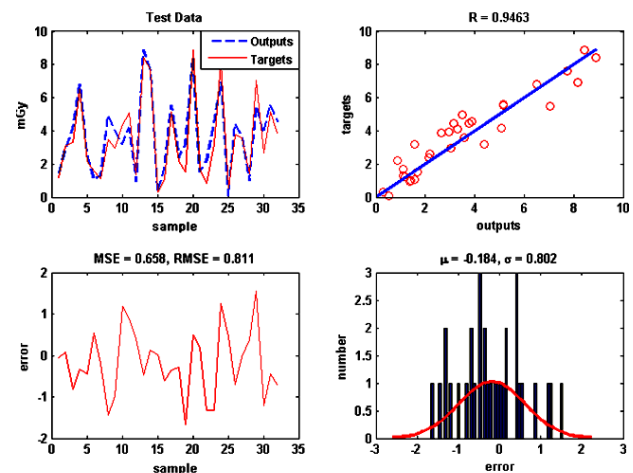 Test Data
Outputs
Targets
mGy
10
8
6
4
2
0
0 5 10 15 20 25 30 35
sample
R = 0.9463
targets
10
8
6
4
2
0
0 2 4 6 8 10
outputs
MSE = 0.658, RMSE = 0.811
error
2
1
0
-1
-2
0 5 10 15 20 25 30 35
sample
μ = -0.184, σ = 0.802
number
3
2.5
2
1.5
1
0.5
0
-3 -2 -1 0 1 2 3
error